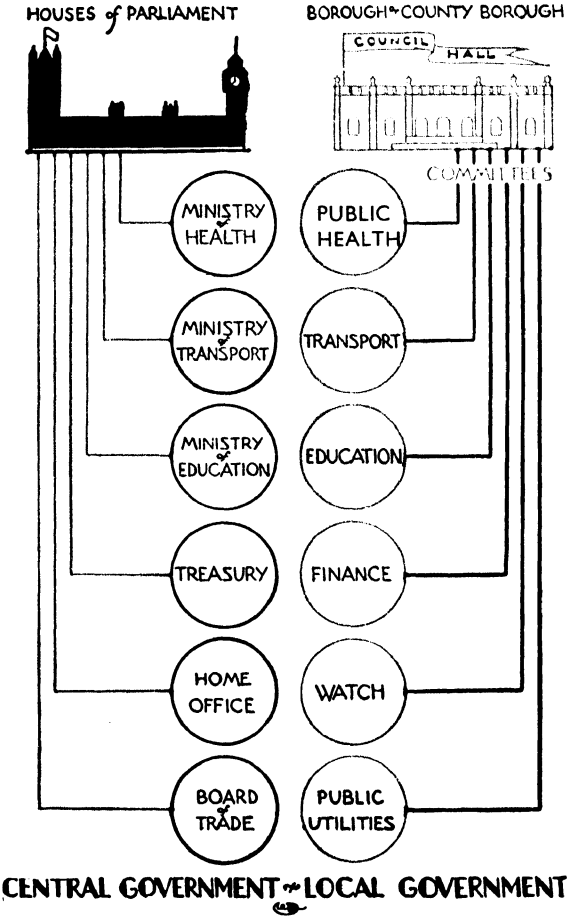 HOUSES of PARLIAMENT
BOROUGH & COUNTY BOROUGH
COUNCIL HALL
COMMITTEES
MINISTRY
of
HEALTH
PUBLIC
HEALTH
MINISTRY
of
TRANSPORT
TRANSPORT
MINISTRY
of
EDUCATION
EDUCATION
TREASURY
FINANCE
HOME
OFFICE
WATCH
BOARD
of
TRADE
PUBLIC
UTILITIES
CENTRAL GOVERNMENT ~ LOCAL GOVERNMENT